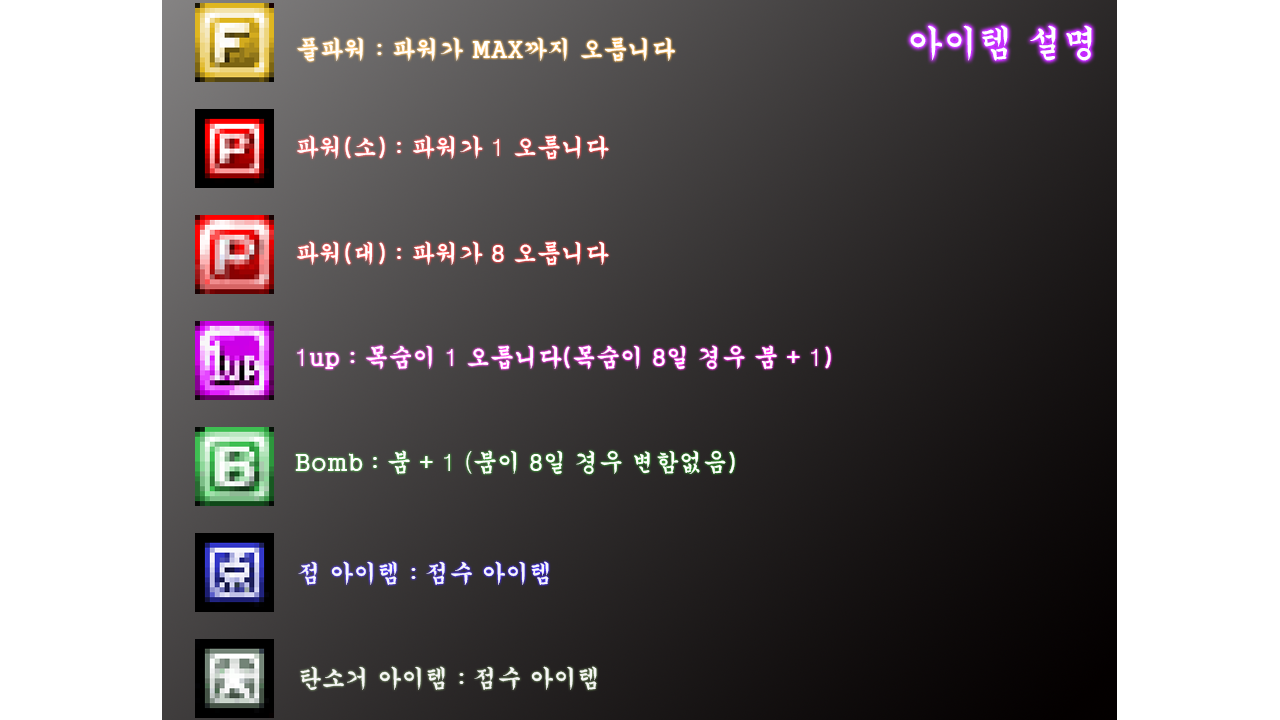 아이템 설명
F
플파워 : 파워가 MAX까지 오릅니다
P
파워(소) : 파워가 1 오릅니다
P
파워(대) : 파워가 8 오릅니다
1up
1up : 목숨이 1 오릅니다(목숨이 8일 경우 붐 + 1)
B
Bomb : 붐 + 1 (붐이 8일 경우 변함없음)
점 아이템 : 점수 아이템
탄소거 아이템 : 점수 아이템